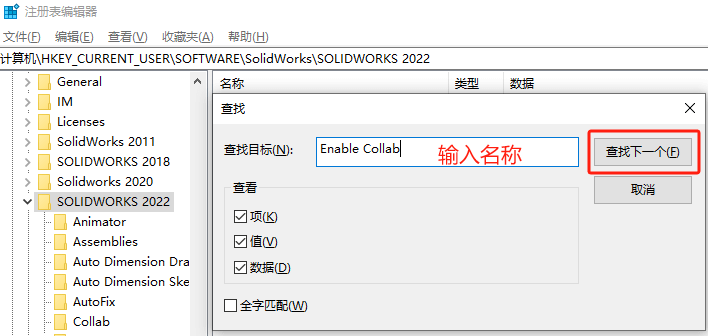 注册表编辑器
文件(F) 编辑(E) 查看(V) 收藏夹(A) 帮助(H)
计算机\HKEY_CURRENT_USER\SOFTWARE\SolidWorks\SOLIDWORKS 2022
General
IM
Licenses
SolidWorks 2011
SOLIDWORKS 2018
Solidworks 2020
SOLIDWORKS 2022
Animator
Assemblies
Auto Dimension Dra
Auto Dimension Ske
AutoFix
Collab
名称 类型 数据
查找
查找目标(N): Enable Collab 输入名称 查找下一个(F)
取消
查看
项(K)
值(V)
数据(D)
全字匹配(W)